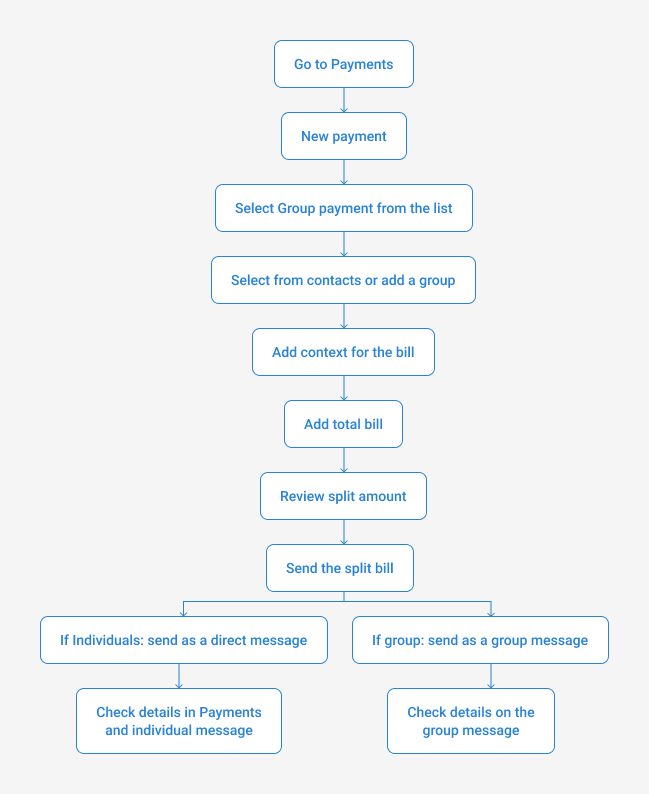 Go to Payments
New payment
Select Group payment from the list
Select from contacts or add a group
Add context for the bill
Add total bill
Review split amount
Send the split bill
If Individuals: send as a direct message
If group: send as a group message
Check details in Payments
and individual message
Check details on the
group message